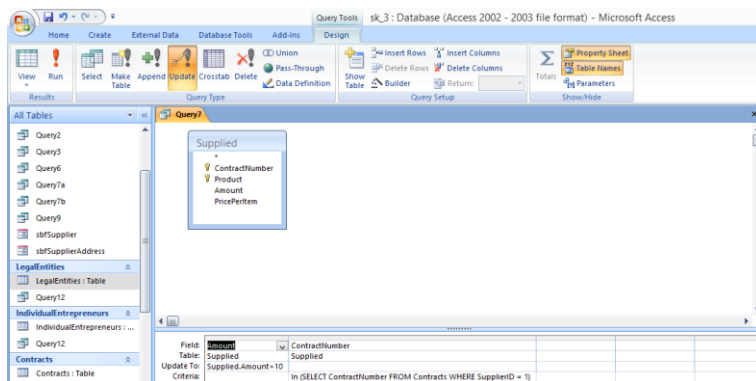 Query Tools sk_3 : Database (Access 2002 - 2003 file format) - Microsoft Access
Home Create External Data Database Tools Add-Ins Design
View Run Select Make Table Append Update Crosstab Delete
Union
Pass-Through
Data Definition
Show Table
Insert Rows
Delete Rows
Builder
Insert Columns
Delete Columns
Return:
Totals
Property Sheet
Table Names
Parameters
Results Query Type Query Setup Show/Hide
All Tables
Query7
Query2
Query3
Query6
Query7a
Query7b
Query9
sbfSupplier
sbfSupplierAddress
LegalEntities
LegalEntities : Table
Query12
IndividualEntrepreneurs
IndividualEntrepreneurs : ...
Query12
Contracts
Contracts : Table
Supplied
*
ContractNumber
Product
Amount
PricePerItem
Field: Amount ContractNumber
Table: Supplied Supplied
Update To: Supplied.Amount+10
Criteria: In (SELECT ContractNumber FROM Contracts WHERE SupplierID = 1)